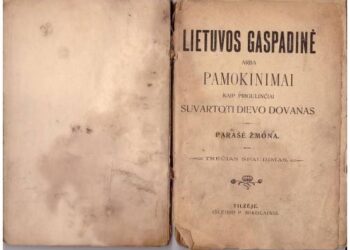 LIETUVOS GASPADINĖ
ARBA
PAMOKINIMAI
KAIP PRIGULINČIAI
SUVARTOTI DIEVO DOVANAS
PARAŠĖ ŽMONA.
TREČIAS SPAUDIMAS.
TILŽĖJE.